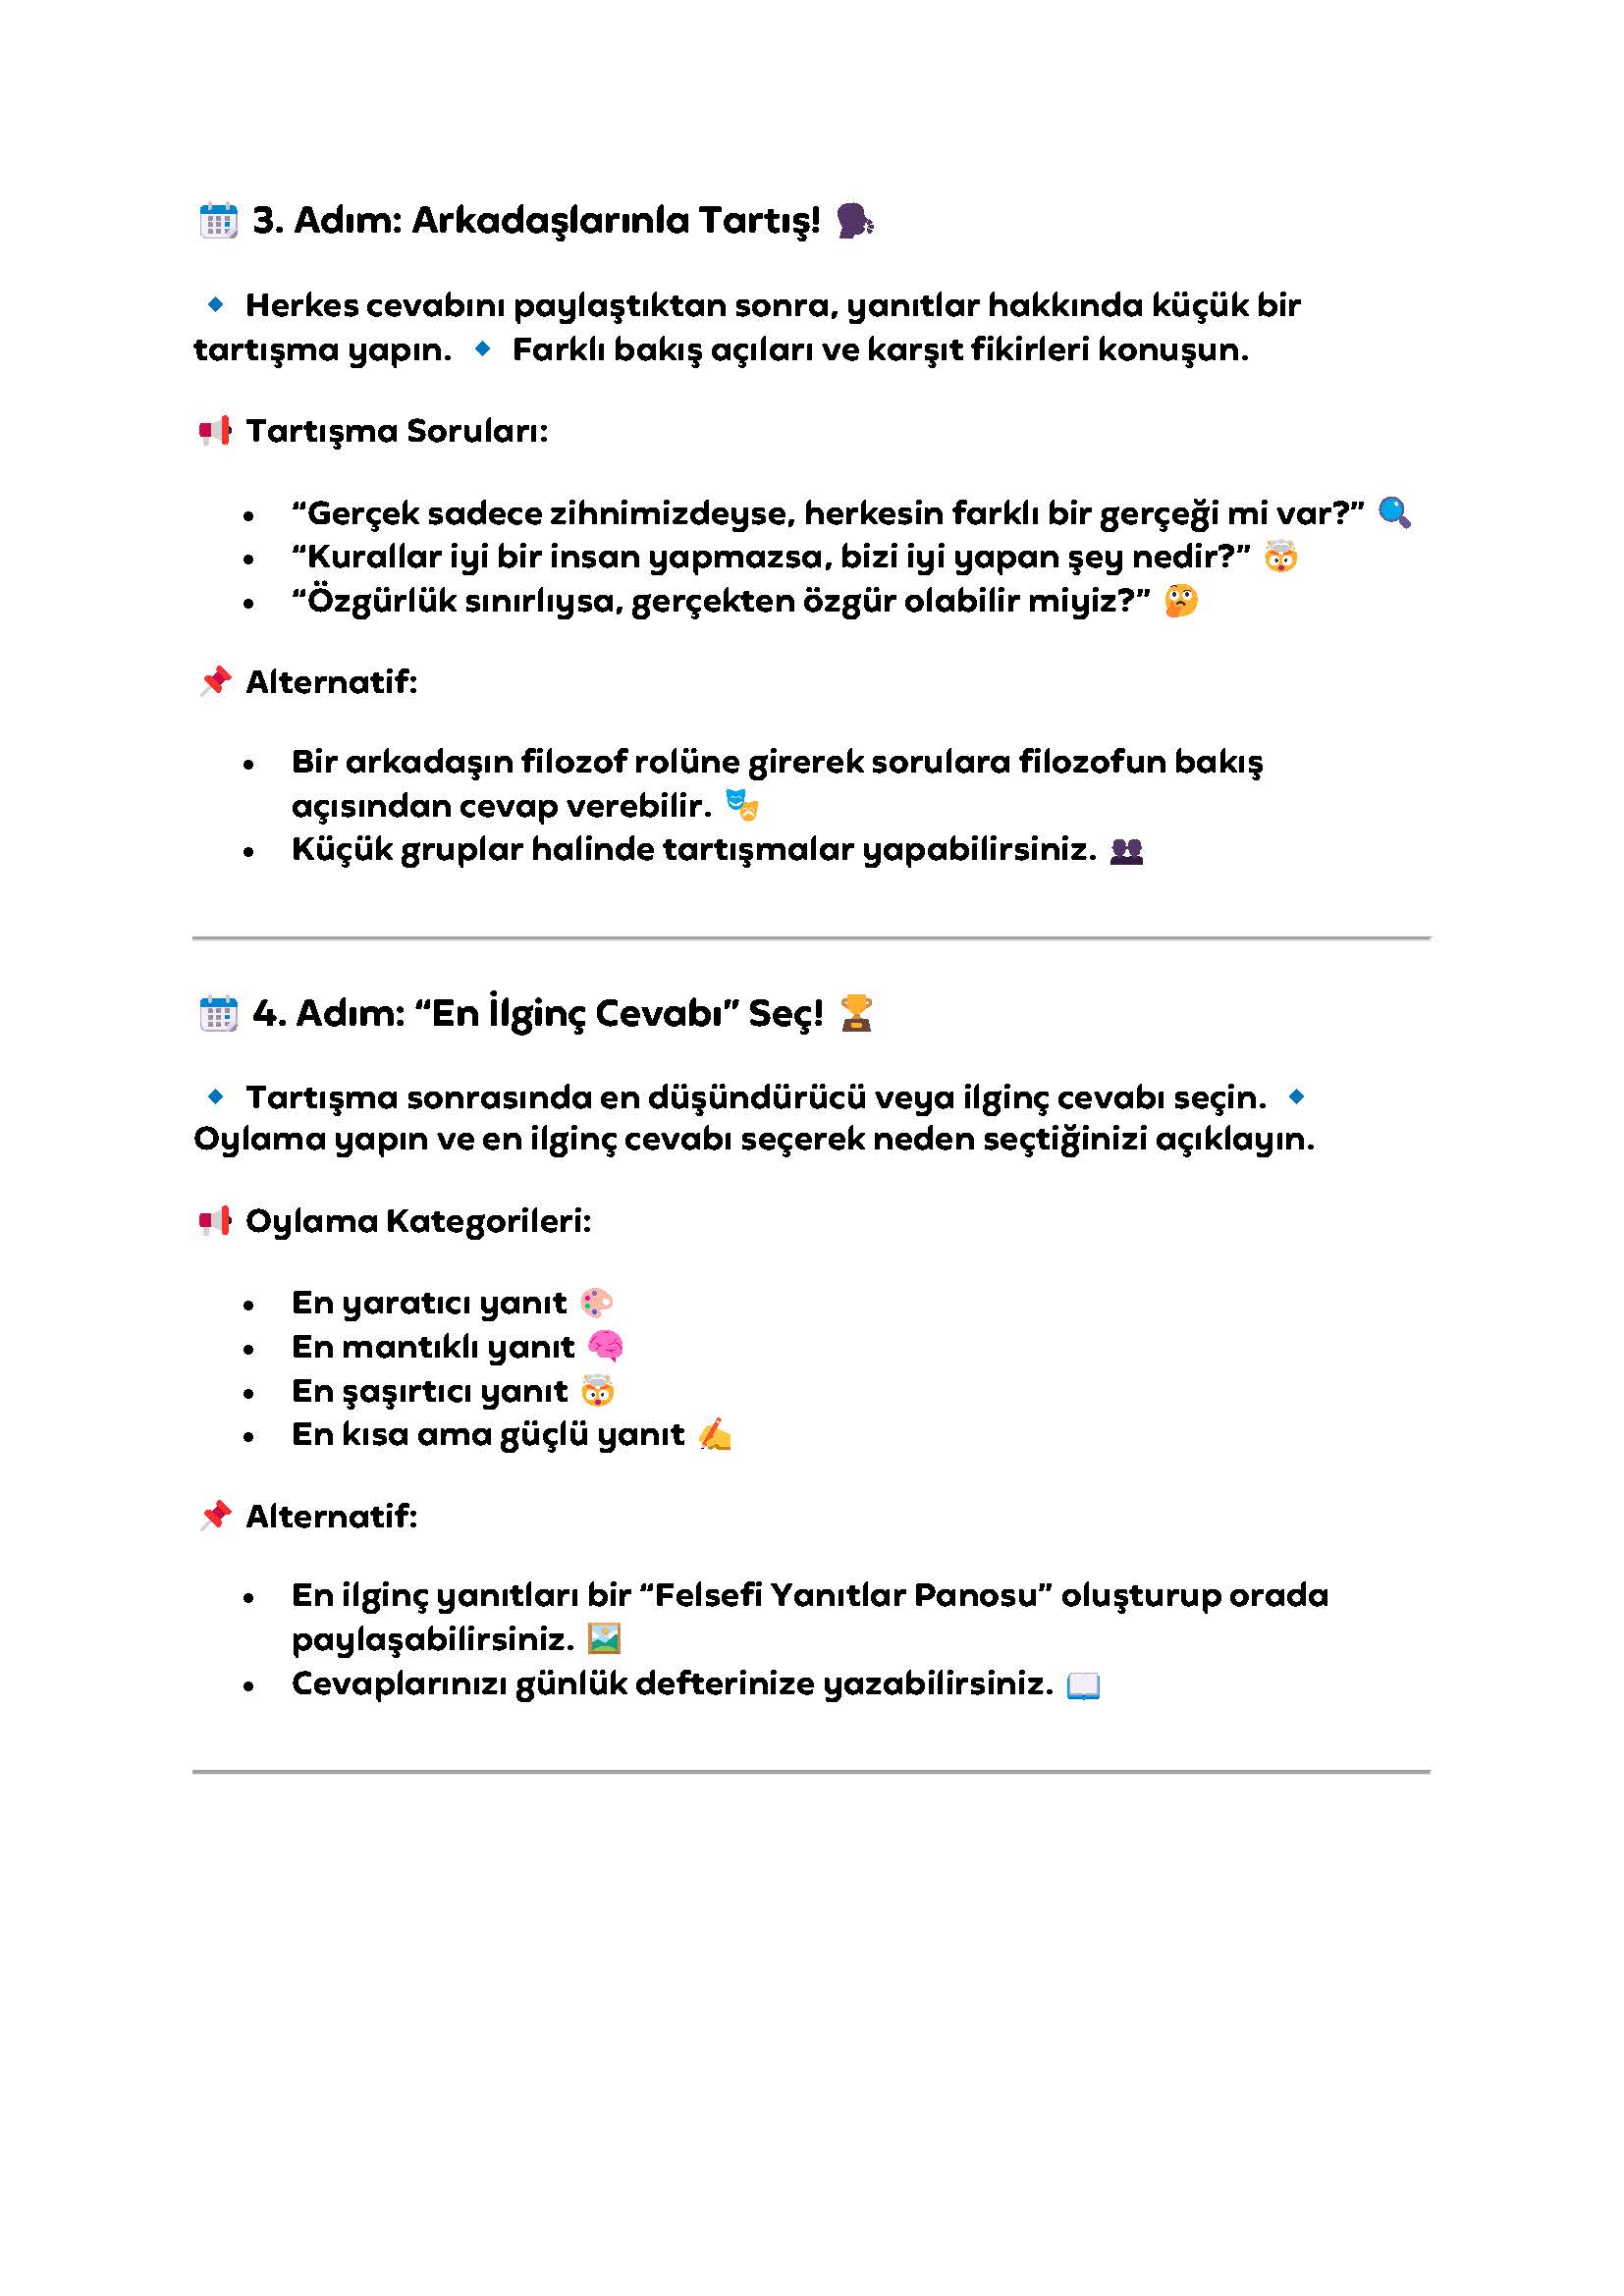 📅 3. Adım: Arkadaşlarınla Tartış! 🗣
🔹 Herkes cevabını paylaştıktan sonra, yanıtlar hakkında küçük bir
tartışma yapın. 🔹 Farklı bakış açıları ve karşıt fikirleri konuşun.
📢 Tartışma Soruları:
• “Gerçek sadece zihnimizdeyse, herkesin farklı bir gerçeği mi var?” 🔍
• “Kurallar iyi bir insan yapmazsa, bizi iyi yapan şey nedir?” 🤯
• “Özgürlük sınırlıysa, gerçekten özgür olabilir miyiz?” 🤔
📌 Alternatif:
• Bir arkadaşın filozof rolüne girerek sorulara filozofun bakış
açısından cevap verebilir. 🎭
• Küçük gruplar halinde tartışmalar yapabilirsiniz. 👥
📅 4. Adım: “En İlginç Cevabı” Seç! 🏆
🔹 Tartışma sonrasında en düşündürücü veya ilginç cevabı seçin. 🔹
Oylama yapın ve en ilginç cevabı seçerek neden seçtiğinizi açıklayın.
📢 Oylama Kategorileri:
• En yaratıcı yanıt 🎨
• En mantıklı yanıt 🧠
• En şaşırtıcı yanıt 🤯
• En kısa ama güçlü yanıt ✍
📌 Alternatif:
• En ilginç yanıtları bir “Felsefi Yanıtlar Panosu” oluşturup orada
paylaşabilirsiniz. 🖼
• Cevaplarınızı günlük defterinize yazabilirsiniz. 📖